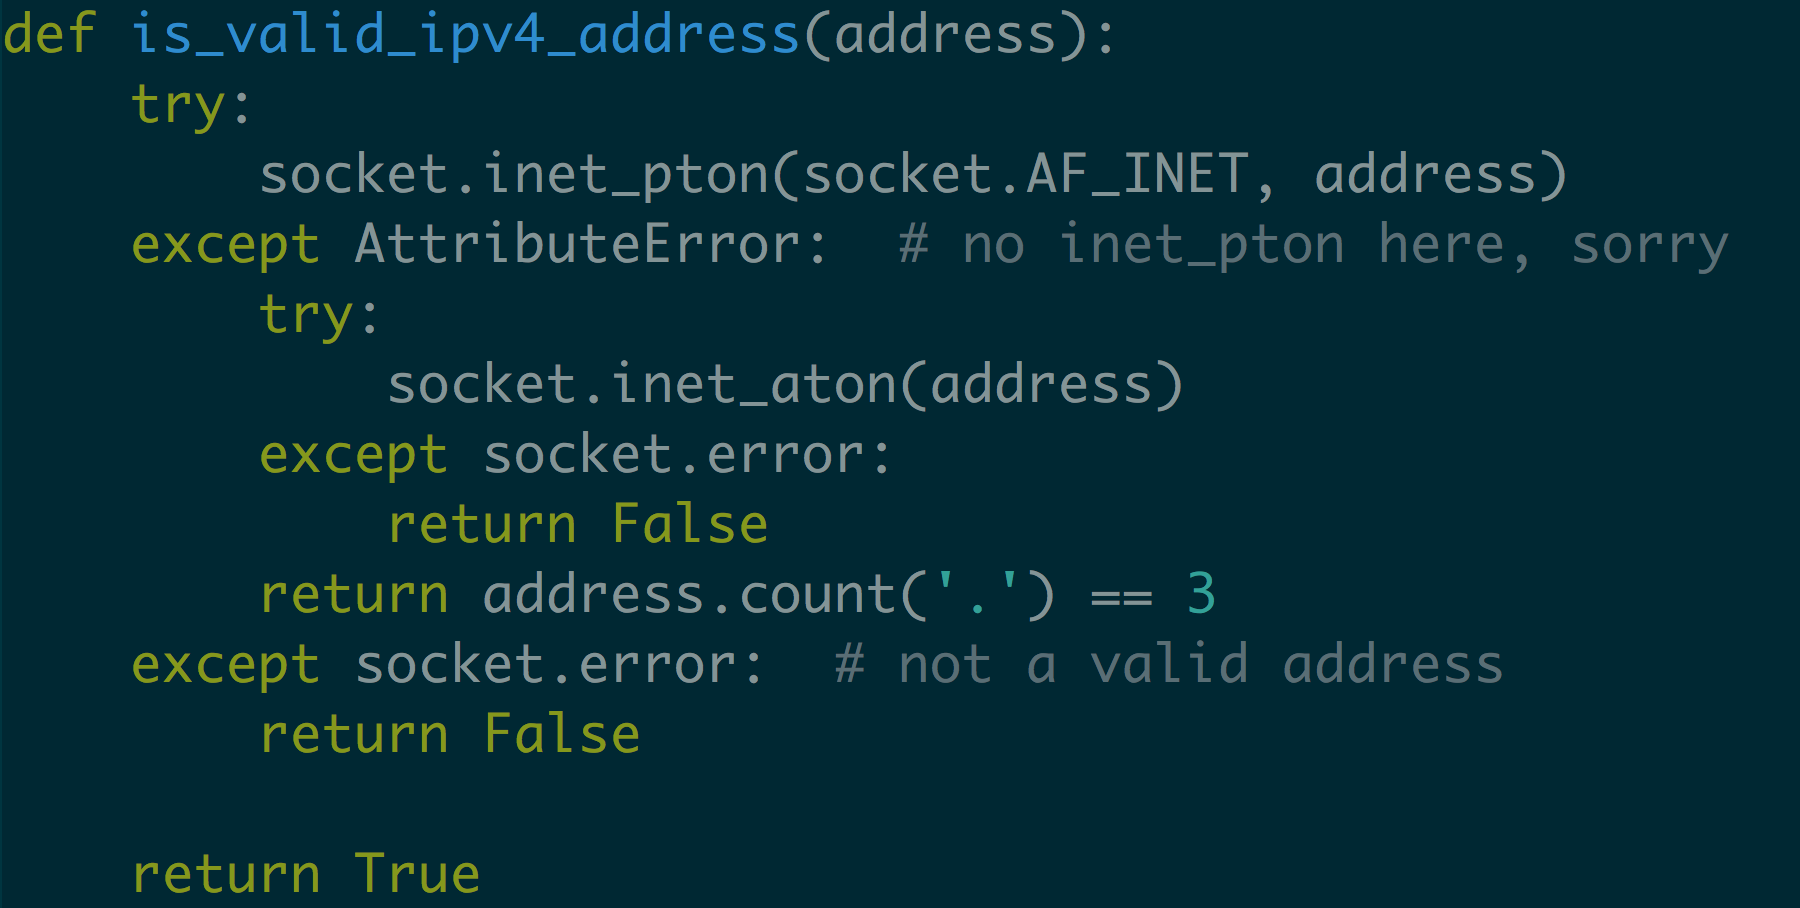 def is_valid_ipv4_address(address):
    try:
        socket.inet_pton(socket.AF_INET, address)
    except AttributeError:  # no inet_pton here, sorry
        try:
            socket.inet_aton(address)
        except socket.error:
            return False
        return address.count('.') == 3
    except socket.error:  # not a valid address
        return False

    return True